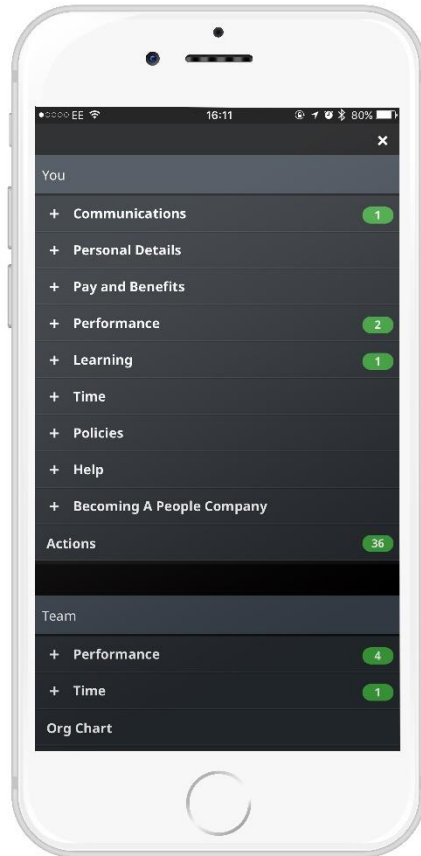 EE 16:11 80%
×
You
+ Communications 1
+ Personal Details
+ Pay and Benefits
+ Performance 2
+ Learning 1
+ Time
+ Policies
+ Help
+ Becoming A People Company
Actions 36
Team
+ Performance 4
+ Time 1
Org Chart